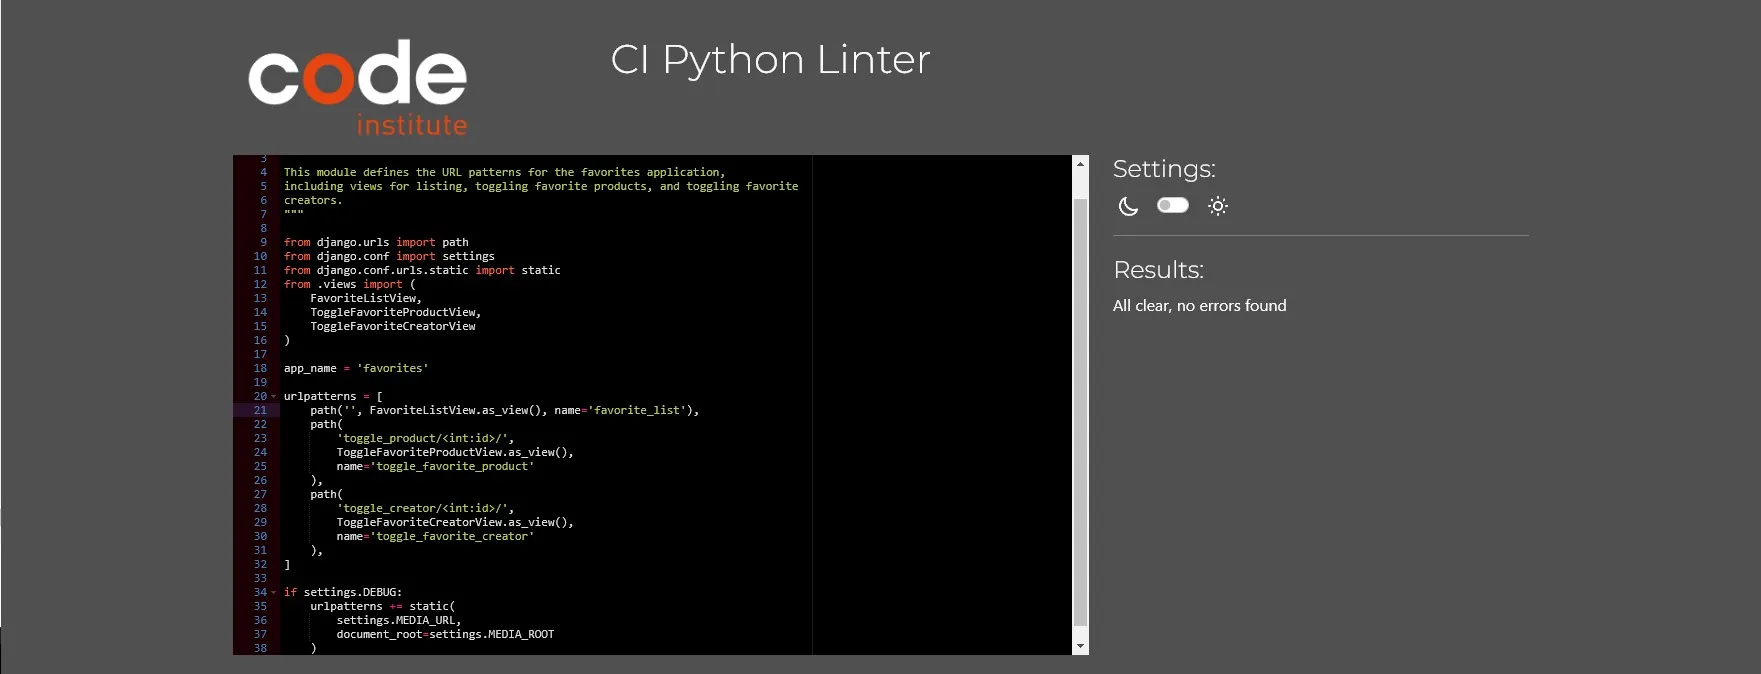 code
institute
CI Python Linter
3
4 This module defines the URL patterns for the favorites application,
5 including views for listing, toggling favorite products, and toggling favorite
6 creators.
7 """
8
9 from django.urls import path
10 from django.conf import settings
11 from django.conf.urls.static import static
12 from .views import (
13     FavoriteListView,
14     ToggleFavoriteProductView,
15     ToggleFavoriteCreatorView
16 )
17
18 app_name = 'favorites'
19
20 urlpatterns = [
21     path('', FavoriteListView.as_view(), name='favorite_list'),
22     path(
23         'toggle_product/<int:id>/',
24         ToggleFavoriteProductView.as_view(),
25         name='toggle_favorite_product'
26     ),
27     path(
28         'toggle_creator/<int:id>/',
29         ToggleFavoriteCreatorView.as_view(),
30         name='toggle_favorite_creator'
31     ),
32 ]
33
34 if settings.DEBUG:
35     urlpatterns += static(
36         settings.MEDIA_URL,
37         document_root=settings.MEDIA_ROOT
38     )
Settings:
Results:
All clear, no errors found